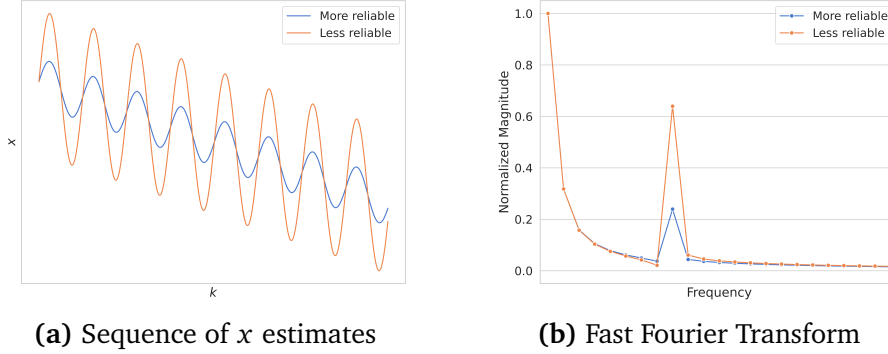 More reliable
Less reliable
x
k
(a) Sequence of x estimates
More reliable
Less reliable
1.0
0.8
0.6
0.4
0.2
0.0
Normalized Magnitude
Frequency
(b) Fast Fourier Transform